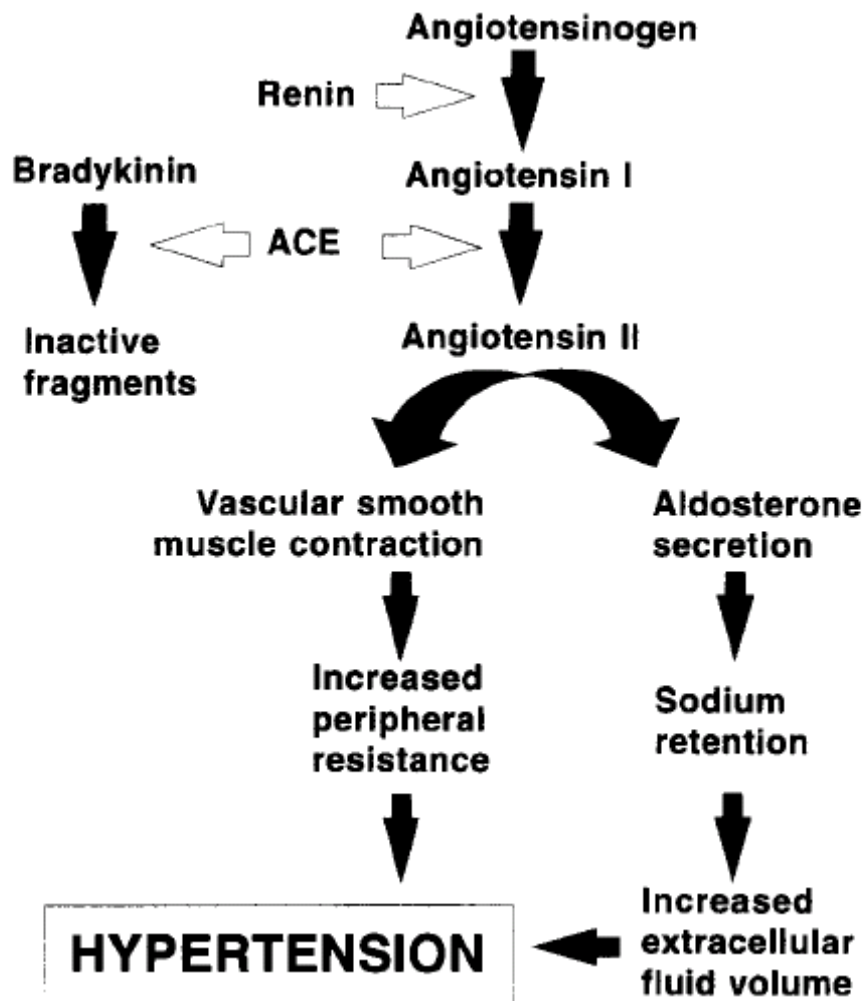 Angiotensinogen
Renin
Bradykinin
Angiotensin I
ACE
Inactive
fragments
Angiotensin II
Vascular smooth
muscle contraction
Aldosterone
secretion
Increased
peripheral
resistance
Sodium
retention
HYPERTENSION
Increased
extracellular
fluid volume